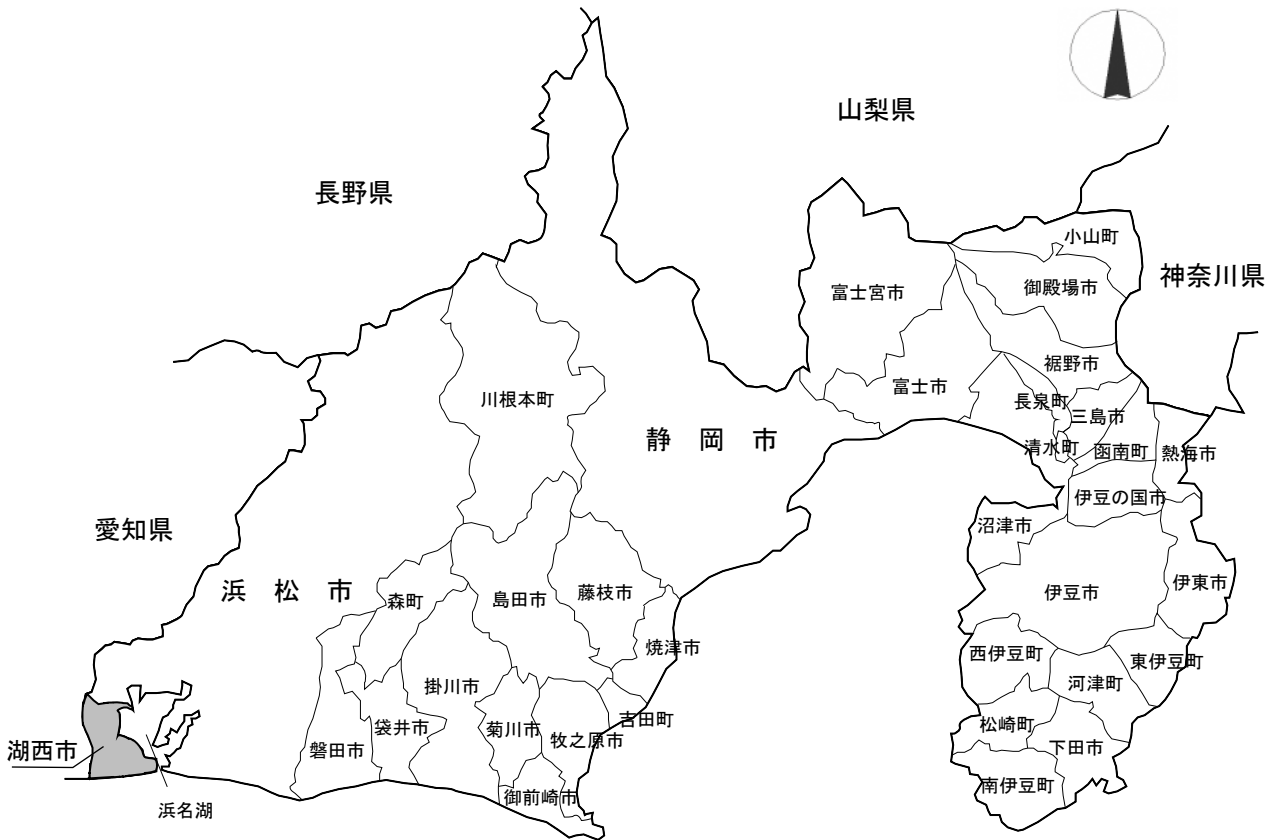 山梨県
長野県
小山町
神奈川県
御殿場市
富士宮市
裾野市
富士市
川根本町
長泉町
三島市
静岡市
清水町
函南町
熱海市
伊豆の国市
愛知県
沼津市
浜松市
伊豆市
伊東市
森町
島田市
藤枝市
焼津市
西伊豆町
東伊豆町
河津町
掛川市
吉田町
松崎町
袋井市
菊川市
牧之原市
下田市
湖西市
磐田市
南伊豆町
御前崎市
浜名湖